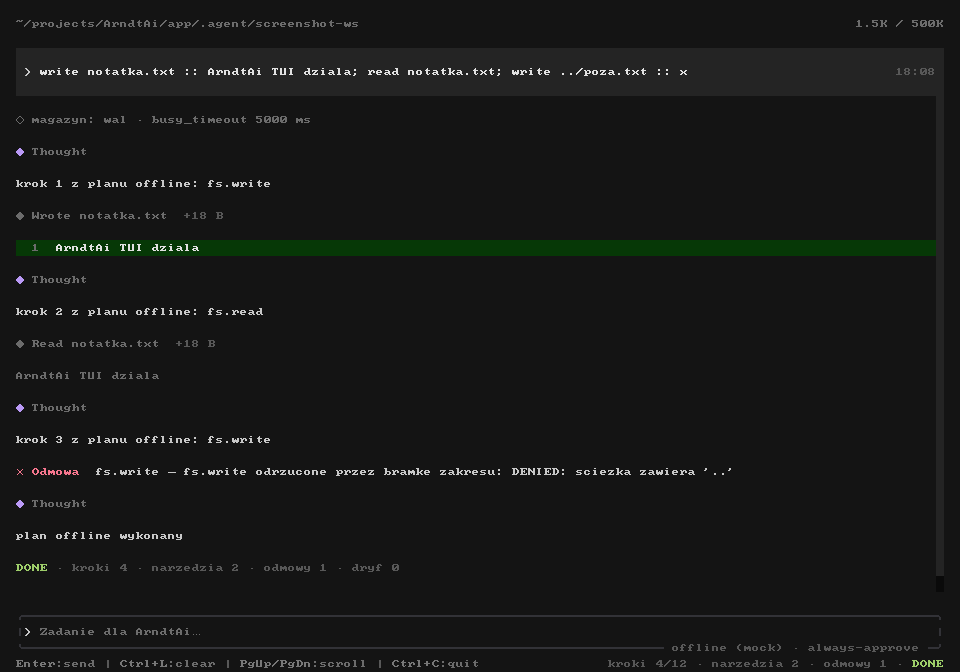 ~/projects/ArndtAi/app/.agent/screenshot-ws 1.5K / 500K
> write notatka.txt :: ArndtAi TUI dziala; read notatka.txt; write ../poza.txt :: x 18:08
◇ magazyn: wal · busy_timeout 5000 ms
◆ Thought
krok 1 z planu offline: fs.write
◆ Wrote notatka.txt +18 B
1 ArndtAi TUI dziala
◆ Thought
krok 2 z planu offline: fs.read
◆ Read notatka.txt +18 B
ArndtAi TUI dziala
◆ Thought
krok 3 z planu offline: fs.write
× Odmowa fs.write — fs.write odrzucone przez bramke zakresu: DENIED: sciezka zawiera '..'
◆ Thought
plan offline wykonany
DONE · kroki 4 · narzedzia 2 · odmowy 1 · dryf 0
> Zadanie dla ArndtAi…
offline (mock) · always-approve
Enter:send | Ctrl+L:clear | PgUp/PgDn:scroll | Ctrl+C:quit kroki 4/12 · narzedzia 2 · odmowy 1 · DONE